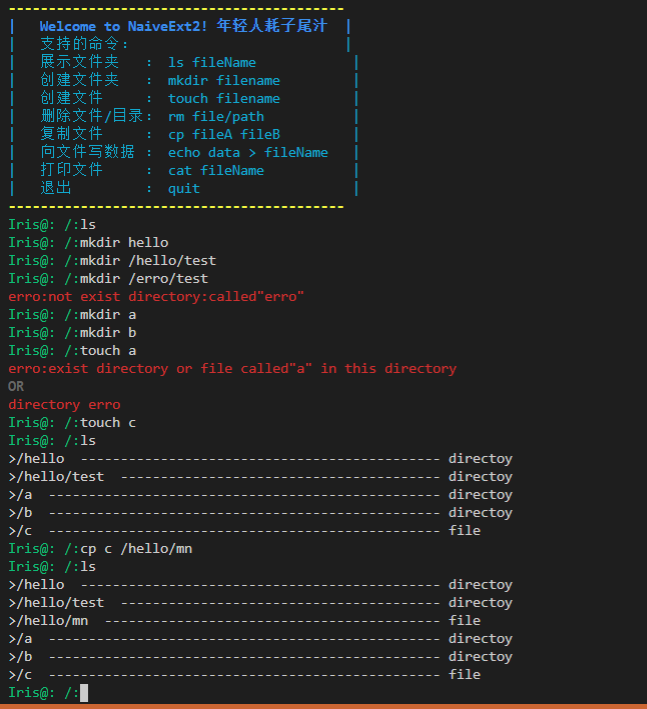 -------------------------------------------
|   Welcome to NaiveExt2! 年轻人耗子尾汁  |
|   支持的命令:                           |
|   展示文件夹   :  ls fileName            |
|   创建文件夹   :  mkdir filename         |
|   创建文件     :  touch filename         |
|   删除文件/目录:  rm file/path           |
|   复制文件     :  cp fileA fileB         |
|   向文件写数据 :  echo data > fileName   |
|   打印文件     :  cat fileName           |
|   退出         :  quit                   |
-------------------------------------------
Iris@: /:ls
Iris@: /:mkdir hello
Iris@: /:mkdir /hello/test
Iris@: /:mkdir /erro/test
erro:not exist directory:called"erro"
Iris@: /:mkdir a
Iris@: /:mkdir b
Iris@: /:touch a
erro:exist directory or file called"a" in this directory
OR
directory erro
Iris@: /:touch c
Iris@: /:ls
>/hello  --------------------------------------------- directoy
>/hello/test  ---------------------------------------- directoy
>/a  ------------------------------------------------- directoy
>/b  ------------------------------------------------- directoy
>/c  ------------------------------------------------- file
Iris@: /:cp c /hello/mn
Iris@: /:ls
>/hello  --------------------------------------------- directoy
>/hello/test  ---------------------------------------- directoy
>/hello/mn  ------------------------------------------ file
>/a  ------------------------------------------------- directoy
>/b  ------------------------------------------------- directoy
>/c  ------------------------------------------------- file
Iris@: /: